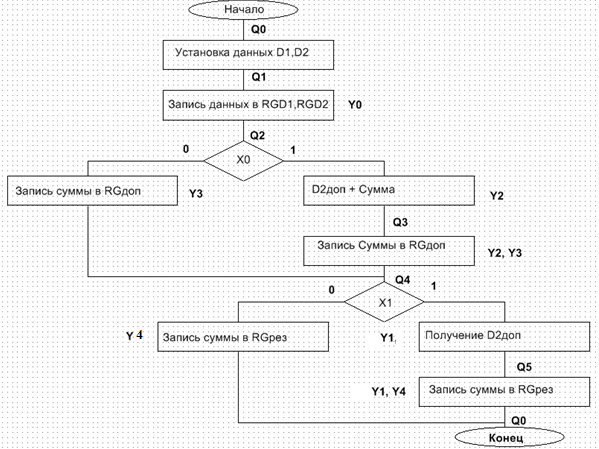 Начало
Q0
Установка данных D1,D2
Q1
Запись данных в RGD1,RGD2 Y0
Q2
0 X0 1
Запись суммы в RGдоп Y3 D2доп + Сумма Y2
Q3
Запись Суммы в RGдоп Y2, Y3
Q4
0 X1 1
Y 4 Запись суммы в RGрез Y1, Получение D2доп
Q5
Y1, Y4 Запись суммы в RGрез
Q0
Конец